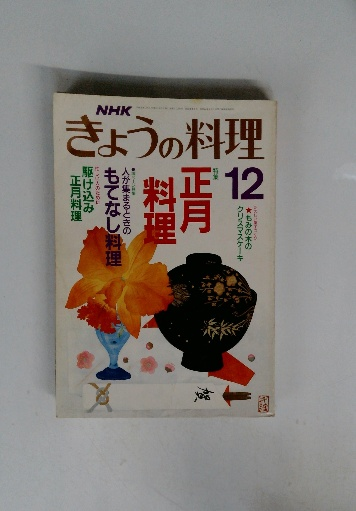 NHK
きょうの料理
12
特集
正月
料理
★もみの木の
クリスマスケーキ
人が集まるときの
もてなし料理
駆け込み
正月料理
賀